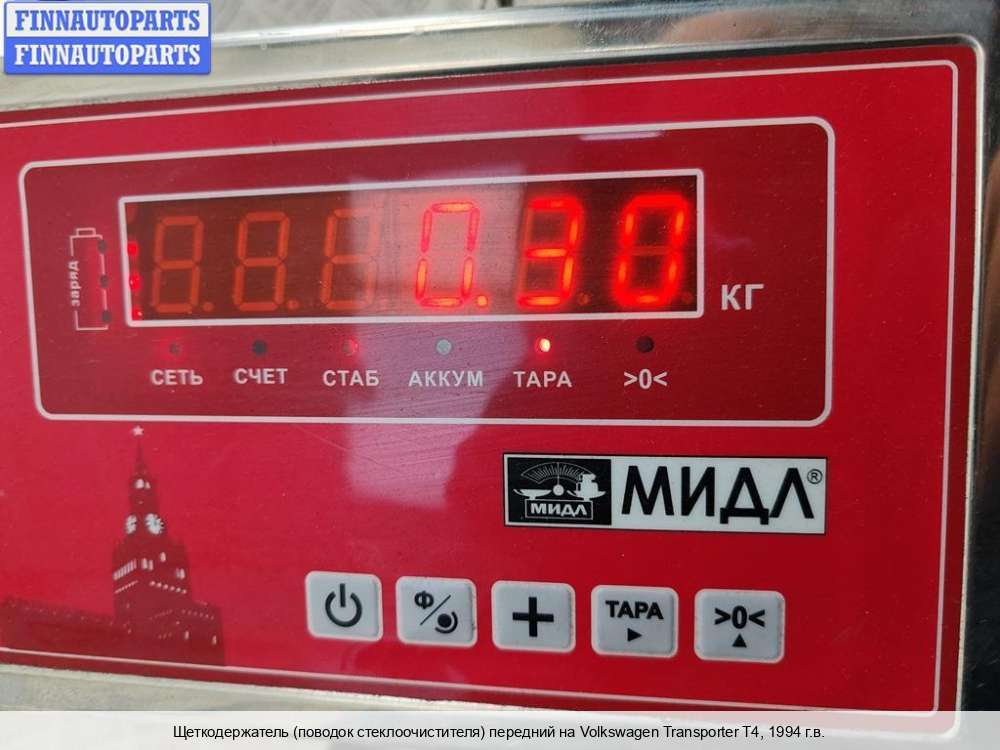 FINNAUTOPARTS
FINNAUTOPARTS
заряд
0.30
КГ
СЕТЬ СЧЕТ СТАБ АККУМ ТАРА >0<
МИДЛ МИДЛ®
Ф ТАРА >0<
Щеткодержатель (поводок стеклоочистителя) передний на Volkswagen Transporter T4, 1994 г.в.